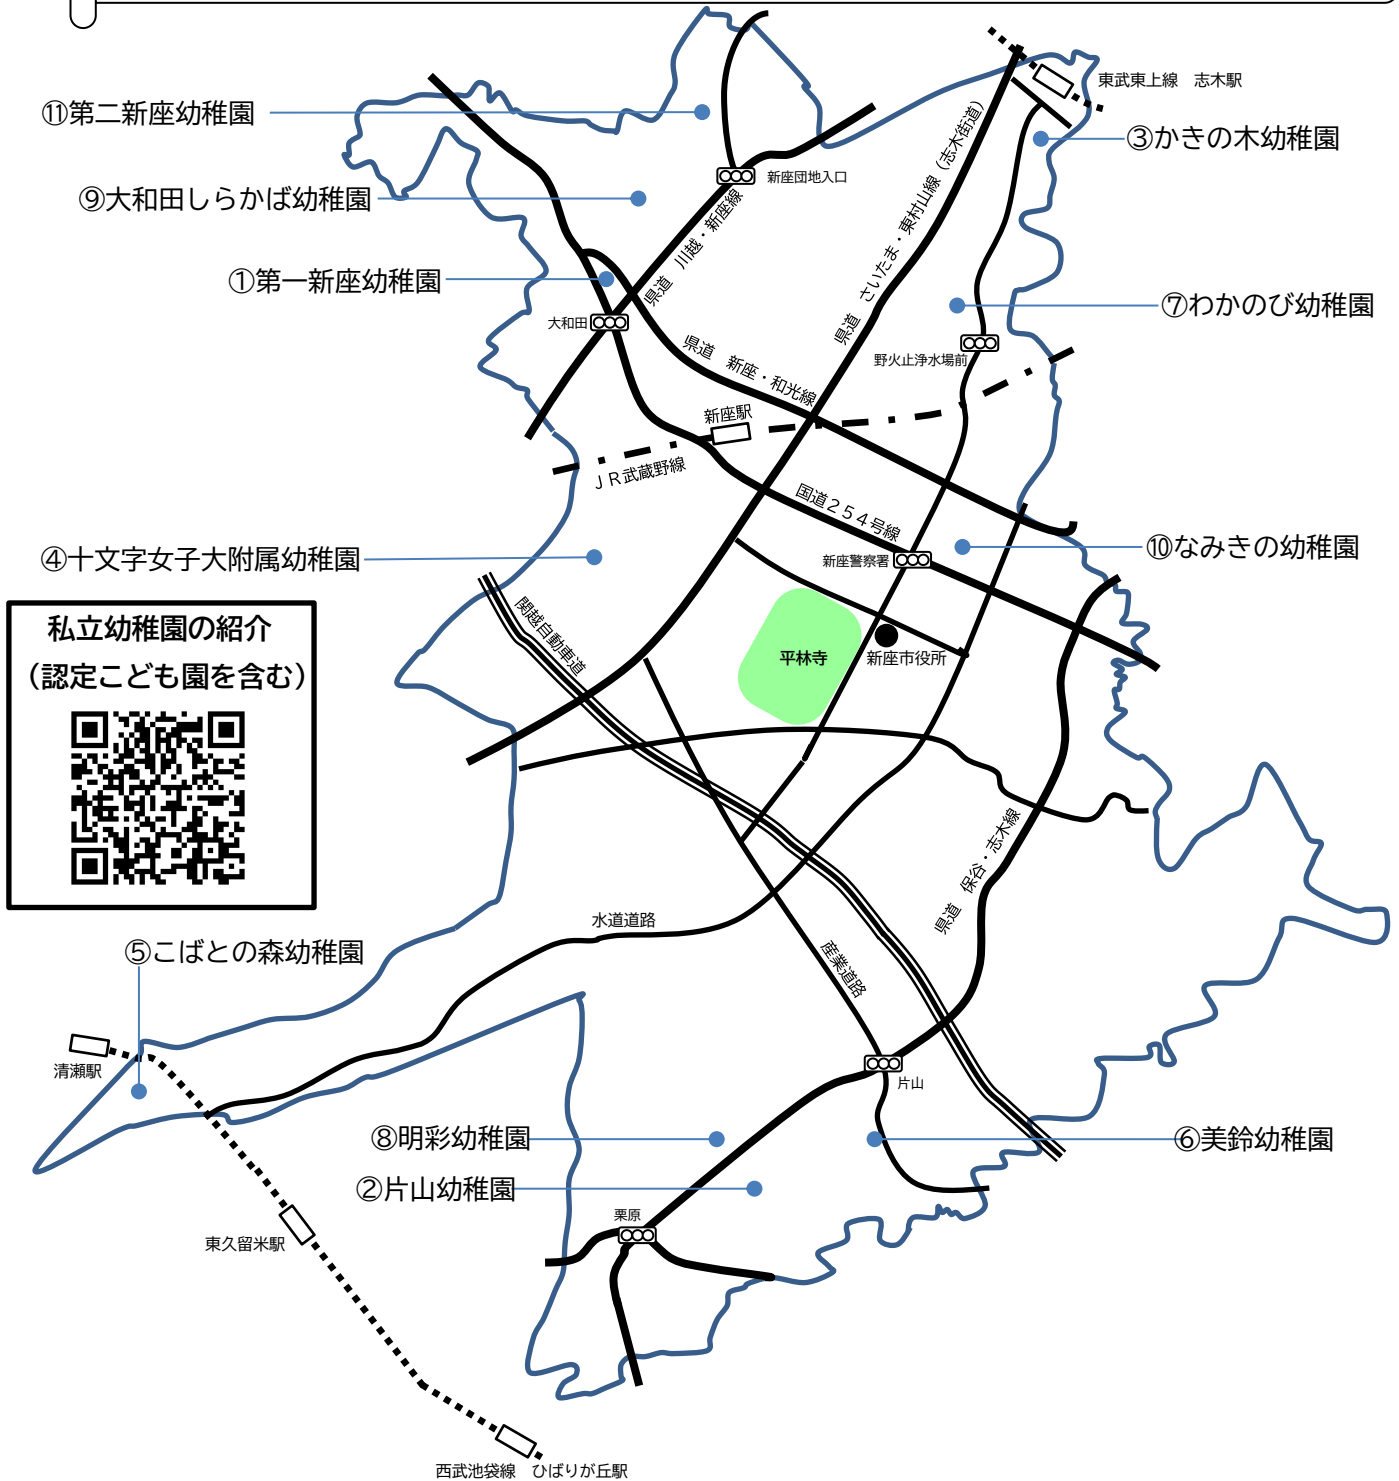 東武東上線　志木駅
⑪第二新座幼稚園
③かきの木幼稚園
新座団地入口
⑨大和田しらかば幼稚園
県道　川越・新座線
県道　さいたま・東村山線（志木街道）
①第一新座幼稚園
⑦わかのび幼稚園
大和田
県道　新座・和光線
野火止浄水場前
新座駅
ＪＲ武蔵野線
国道２５４号線
④十文字女子大附属幼稚園
新座警察署
⑩なみきの幼稚園
関越自動車道
私立幼稚園の紹介
（認定こども園を含む）
平林寺
新座市役所
県道　保谷・志木線
水道道路
⑤こばとの森幼稚園
産業道路
清瀬駅
片山
⑧明彩幼稚園
⑥美鈴幼稚園
②片山幼稚園
栗原
東久留米駅
西武池袋線　ひばりが丘駅